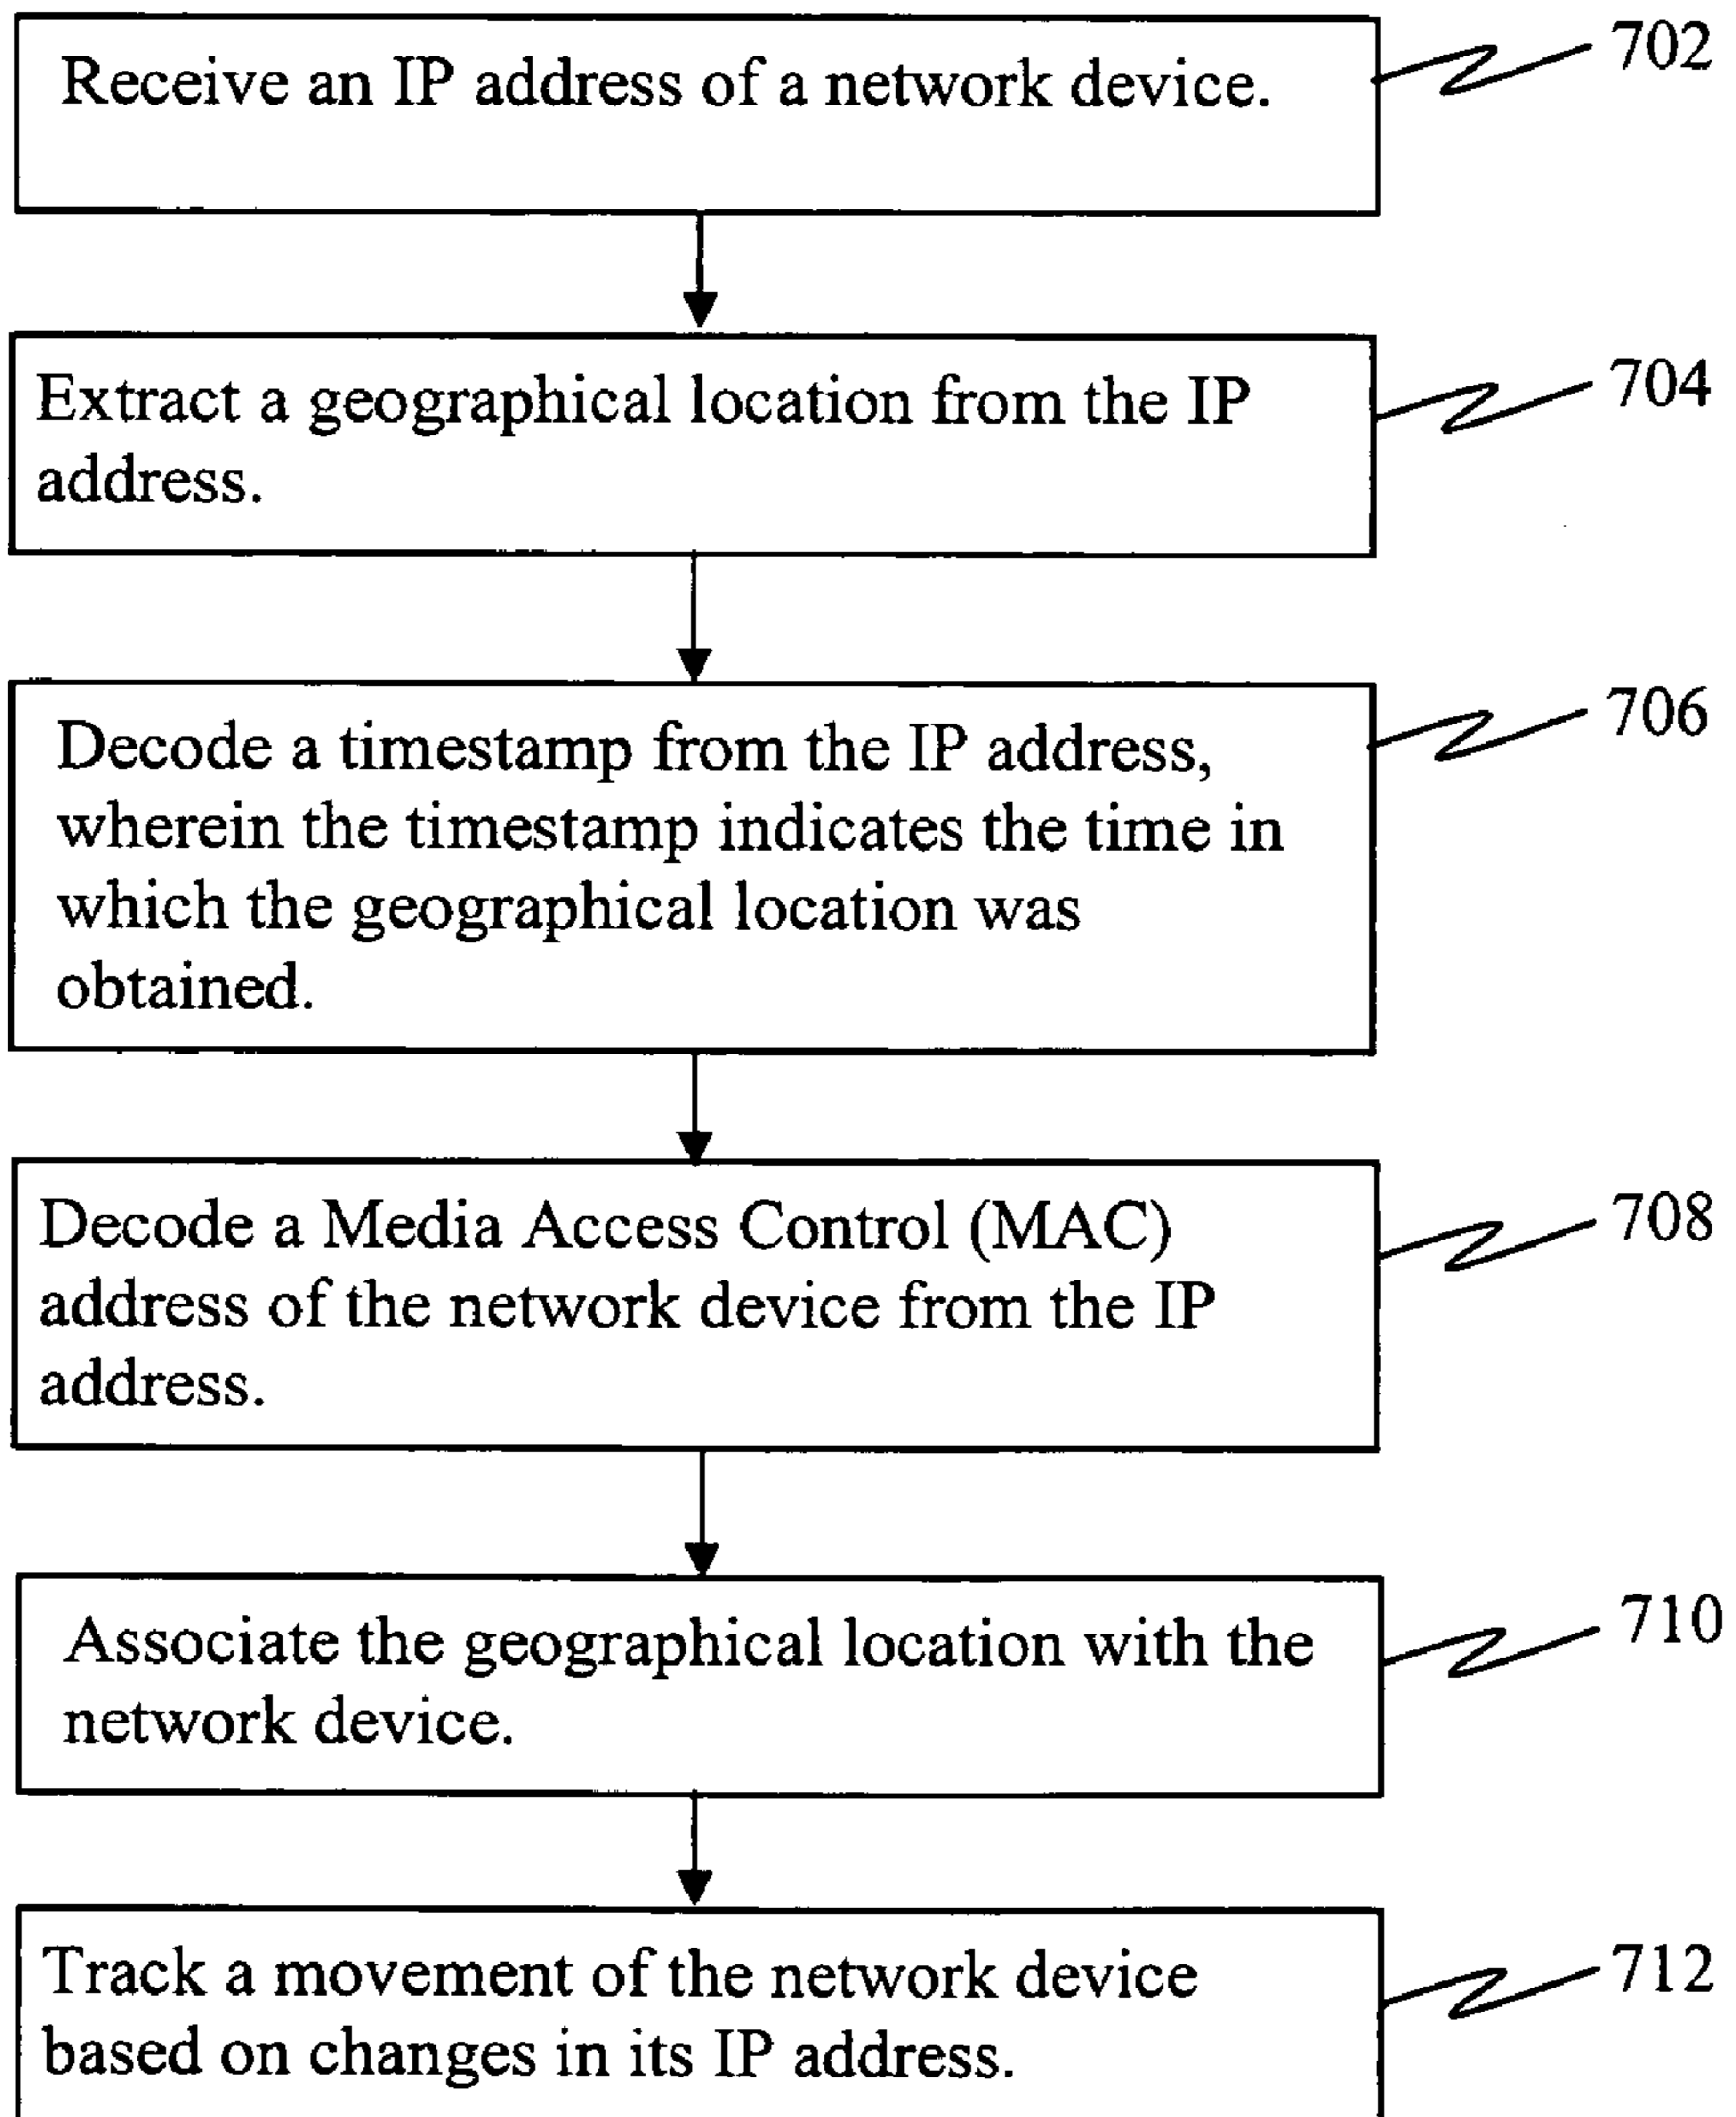 Receive an IP address of a network device.
702
Extract a geographical location from the IP
address.
704
Decode a timestamp from the IP address,
wherein the timestamp indicates the time in
which the geographical location was
obtained.
706
Decode a Media Access Control (MAC)
address of the network device from the IP
address.
708
Associate the geographical location with the
network device.
710
Track a movement of the network device
based on changes in its IP address.
712